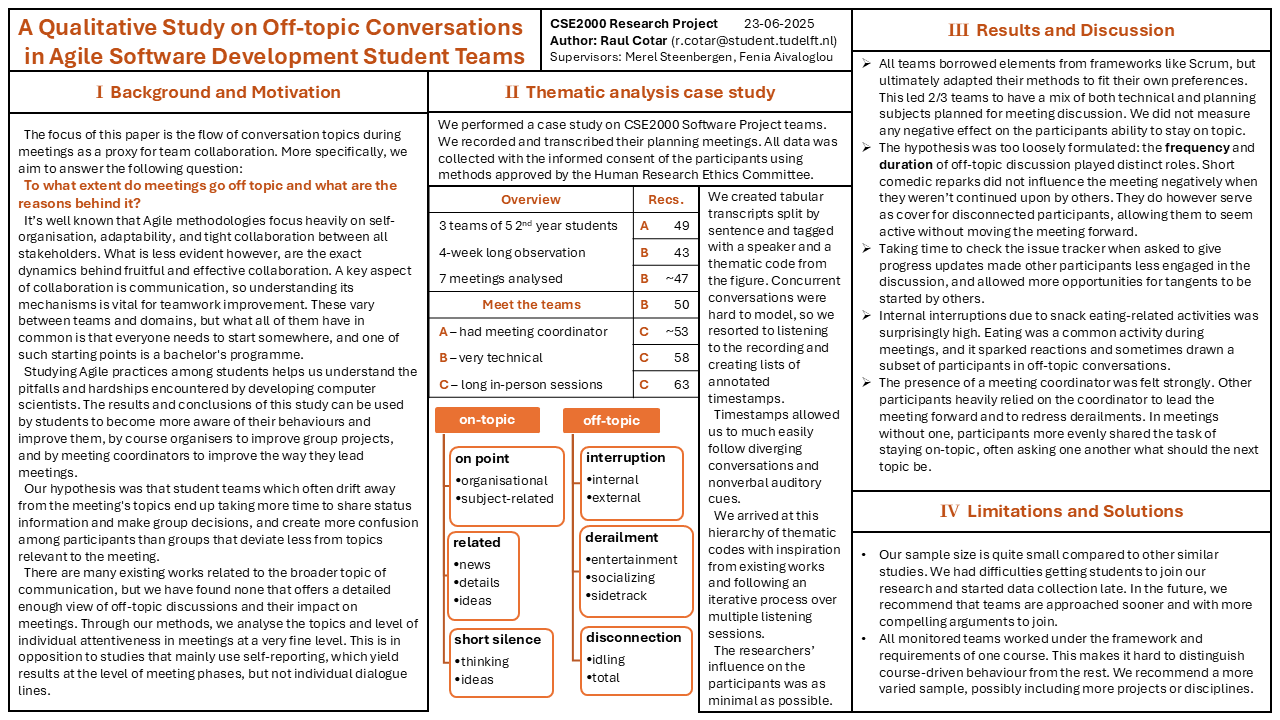 A Qualitative Study on Off-topic Conversations
in Agile Software Development Student Teams
CSE2000 Research Project 23-06-2025
Author: Raul Cotar (r.cotar@student.tudelft.nl)
Supervisors: Merel Steenbergen, Fenia Aivaloglou
I Background and Motivation
The focus of this paper is the flow of conversation topics during
meetings as a proxy for team collaboration. More specifically, we
aim to answer the following question:
To what extent do meetings go off topic and what are the
reasons behind it?
It's well known that Agile methodologies focus heavily on self-
organisation, adaptability, and tight collaboration between all
stakeholders. What is less evident however, are the exact
dynamics behind fruitful and effective collaboration. A key aspect
of collaboration is communication, so understanding its
mechanisms is vital for teamwork improvement. These vary
between teams and domains, but what all of them have in
common is that everyone needs to start somewhere, and one of
such starting points is a bachelor's programme.
Studying Agile practices among students helps us understand the
pitfalls and hardships encountered by developing computer
scientists. The results and conclusions of this study can be used
by students to become more aware of their behaviours and
improve them, by course organisers to improve group projects,
and by meeting coordinators to improve the way they lead
meetings.
Our hypothesis was that student teams which often drift away
from the meeting's topics end up taking more time to share status
information and make group decisions, and create more confusion
among participants than groups that deviate less from topics
relevant to the meeting.
There are many existing works related to the broader topic of
communication, but we have found none that offers a detailed
enough view of off-topic discussions and their impact on
meetings. Through our methods, we analyse the topics and level of
individual attentiveness in meetings at a very fine level. This is in
opposition to studies that mainly use self-reporting, which yield
results at the level of meeting phases, but not individual dialogue
lines.
II Thematic analysis case study
We performed a case study on CSE2000 Software Project teams.
We recorded and transcribed their planning meetings. All data was
collected with the informed consent of the participants using
methods approved by the Human Research Ethics Committee.
Overview Recs.
3 teams of 5 2nd year students A 49
4-week long observation B 43
7 meetings analysed B ~47
Meet the teams B 50
A – had meeting coordinator C ~53
B – very technical C 58
C – long in-person sessions C 63
on-topic
on point
•organisational
•subject-related
related
•news
•details
•ideas
short silence
•thinking
•ideas
off-topic
interruption
•internal
•external
derailment
•entertainment
•socializing
•sidetrack
disconnection
•idling
•total
We created tabular
transcripts split by
sentence and tagged
with a speaker and a
thematic code from
the figure. Concurrent
conversations were
hard to model, so we
resorted to listening
to the recording and
creating lists of
annotated
timestamps.
Timestamps allowed
us to much easily
follow diverging
conversations and
nonverbal auditory
cues.
We arrived at this
hierarchy of thematic
codes with inspiration
from existing works
and following an
iterative process over
multiple listening
sessions.
The researchers'
influence on the
participants was as
minimal as possible.
III Results and Discussion
➢ All teams borrowed elements from frameworks like Scrum, but
ultimately adapted their methods to fit their own preferences.
This led 2/3 teams to have a mix of both technical and planning
subjects planned for meeting discussion. We did not measure
any negative effect on the participants ability to stay on topic.
➢ The hypothesis was too loosely formulated: the frequency and
duration of off-topic discussion played distinct roles. Short
comedic reparks did not influence the meeting negatively when
they weren't continued upon by others. They do however serve
as cover for disconnected participants, allowing them to seem
active without moving the meeting forward.
➢ Taking time to check the issue tracker when asked to give
progress updates made other participants less engaged in the
discussion, and allowed more opportunities for tangents to be
started by others.
➢ Internal interruptions due to snack eating-related activities was
surprisingly high. Eating was a common activity during
meetings, and it sparked reactions and sometimes drawn a
subset of participants in off-topic conversations.
➢ The presence of a meeting coordinator was felt strongly. Other
participants heavily relied on the coordinator to lead the
meeting forward and to redress derailments. In meetings
without one, participants more evenly shared the task of
staying on-topic, often asking one another what should the next
topic be.
IV Limitations and Solutions
• Our sample size is quite small compared to other similar
studies. We had difficulties getting students to join our
research and started data collection late. In the future, we
recommend that teams are approached sooner and with more
compelling arguments to join.
• All monitored teams worked under the framework and
requirements of one course. This makes it hard to distinguish
course-driven behaviour from the rest. We recommend a more
varied sample, possibly including more projects or disciplines.